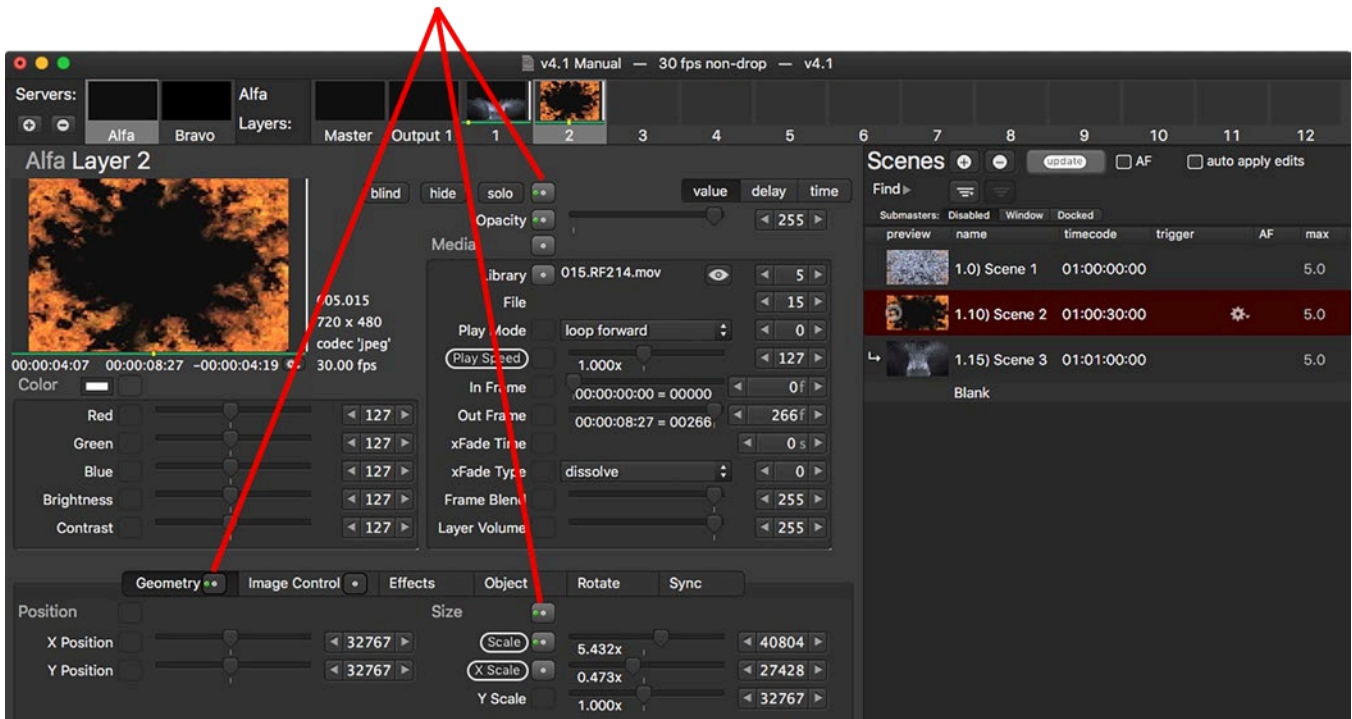 v4.1 Manual — 30 fps non-drop — v4.1
Servers:
Alfa
Bravo
Alfa
Layers:
Master
Output 1
1
2
3
4
5
6
7
8
9
10
11
12
Alfa Layer 2
blind
hide
solo
value
delay
time
Opacity
255
Media
Library
015.RF214.mov
5
File
15
005.015
720 x 480
codec 'jpeg'
30.00 fps
Play Mode
loop forward
0
Play Speed
1.000x
127
In Frame
00:00:00:00 = 00000
0f
Out Frame
00:00:08:27 = 00266
266f
xFade Time
0 s
xFade Type
dissolve
0
Frame Blend
255
Layer Volume
255
00:00:04:07 00:00:08:27 -00:00:04:19
Color
Red
127
Green
127
Blue
127
Brightness
127
Contrast
127
Geometry
Image Control
Effects
Object
Rotate
Sync
Position
X Position
32767
Y Position
32767
Size
Scale
5.432x
40804
X Scale
0.473x
27428
Y Scale
1.000x
32767
Scenes
update
AF
auto apply edits
Find
Submasters: Disabled Window Docked
preview name timecode trigger AF max
1.0) Scene 1 01:00:00:00 5.0
1.10) Scene 2 01:00:30:00 5.0
1.15) Scene 3 01:01:00:00 5.0
Blank